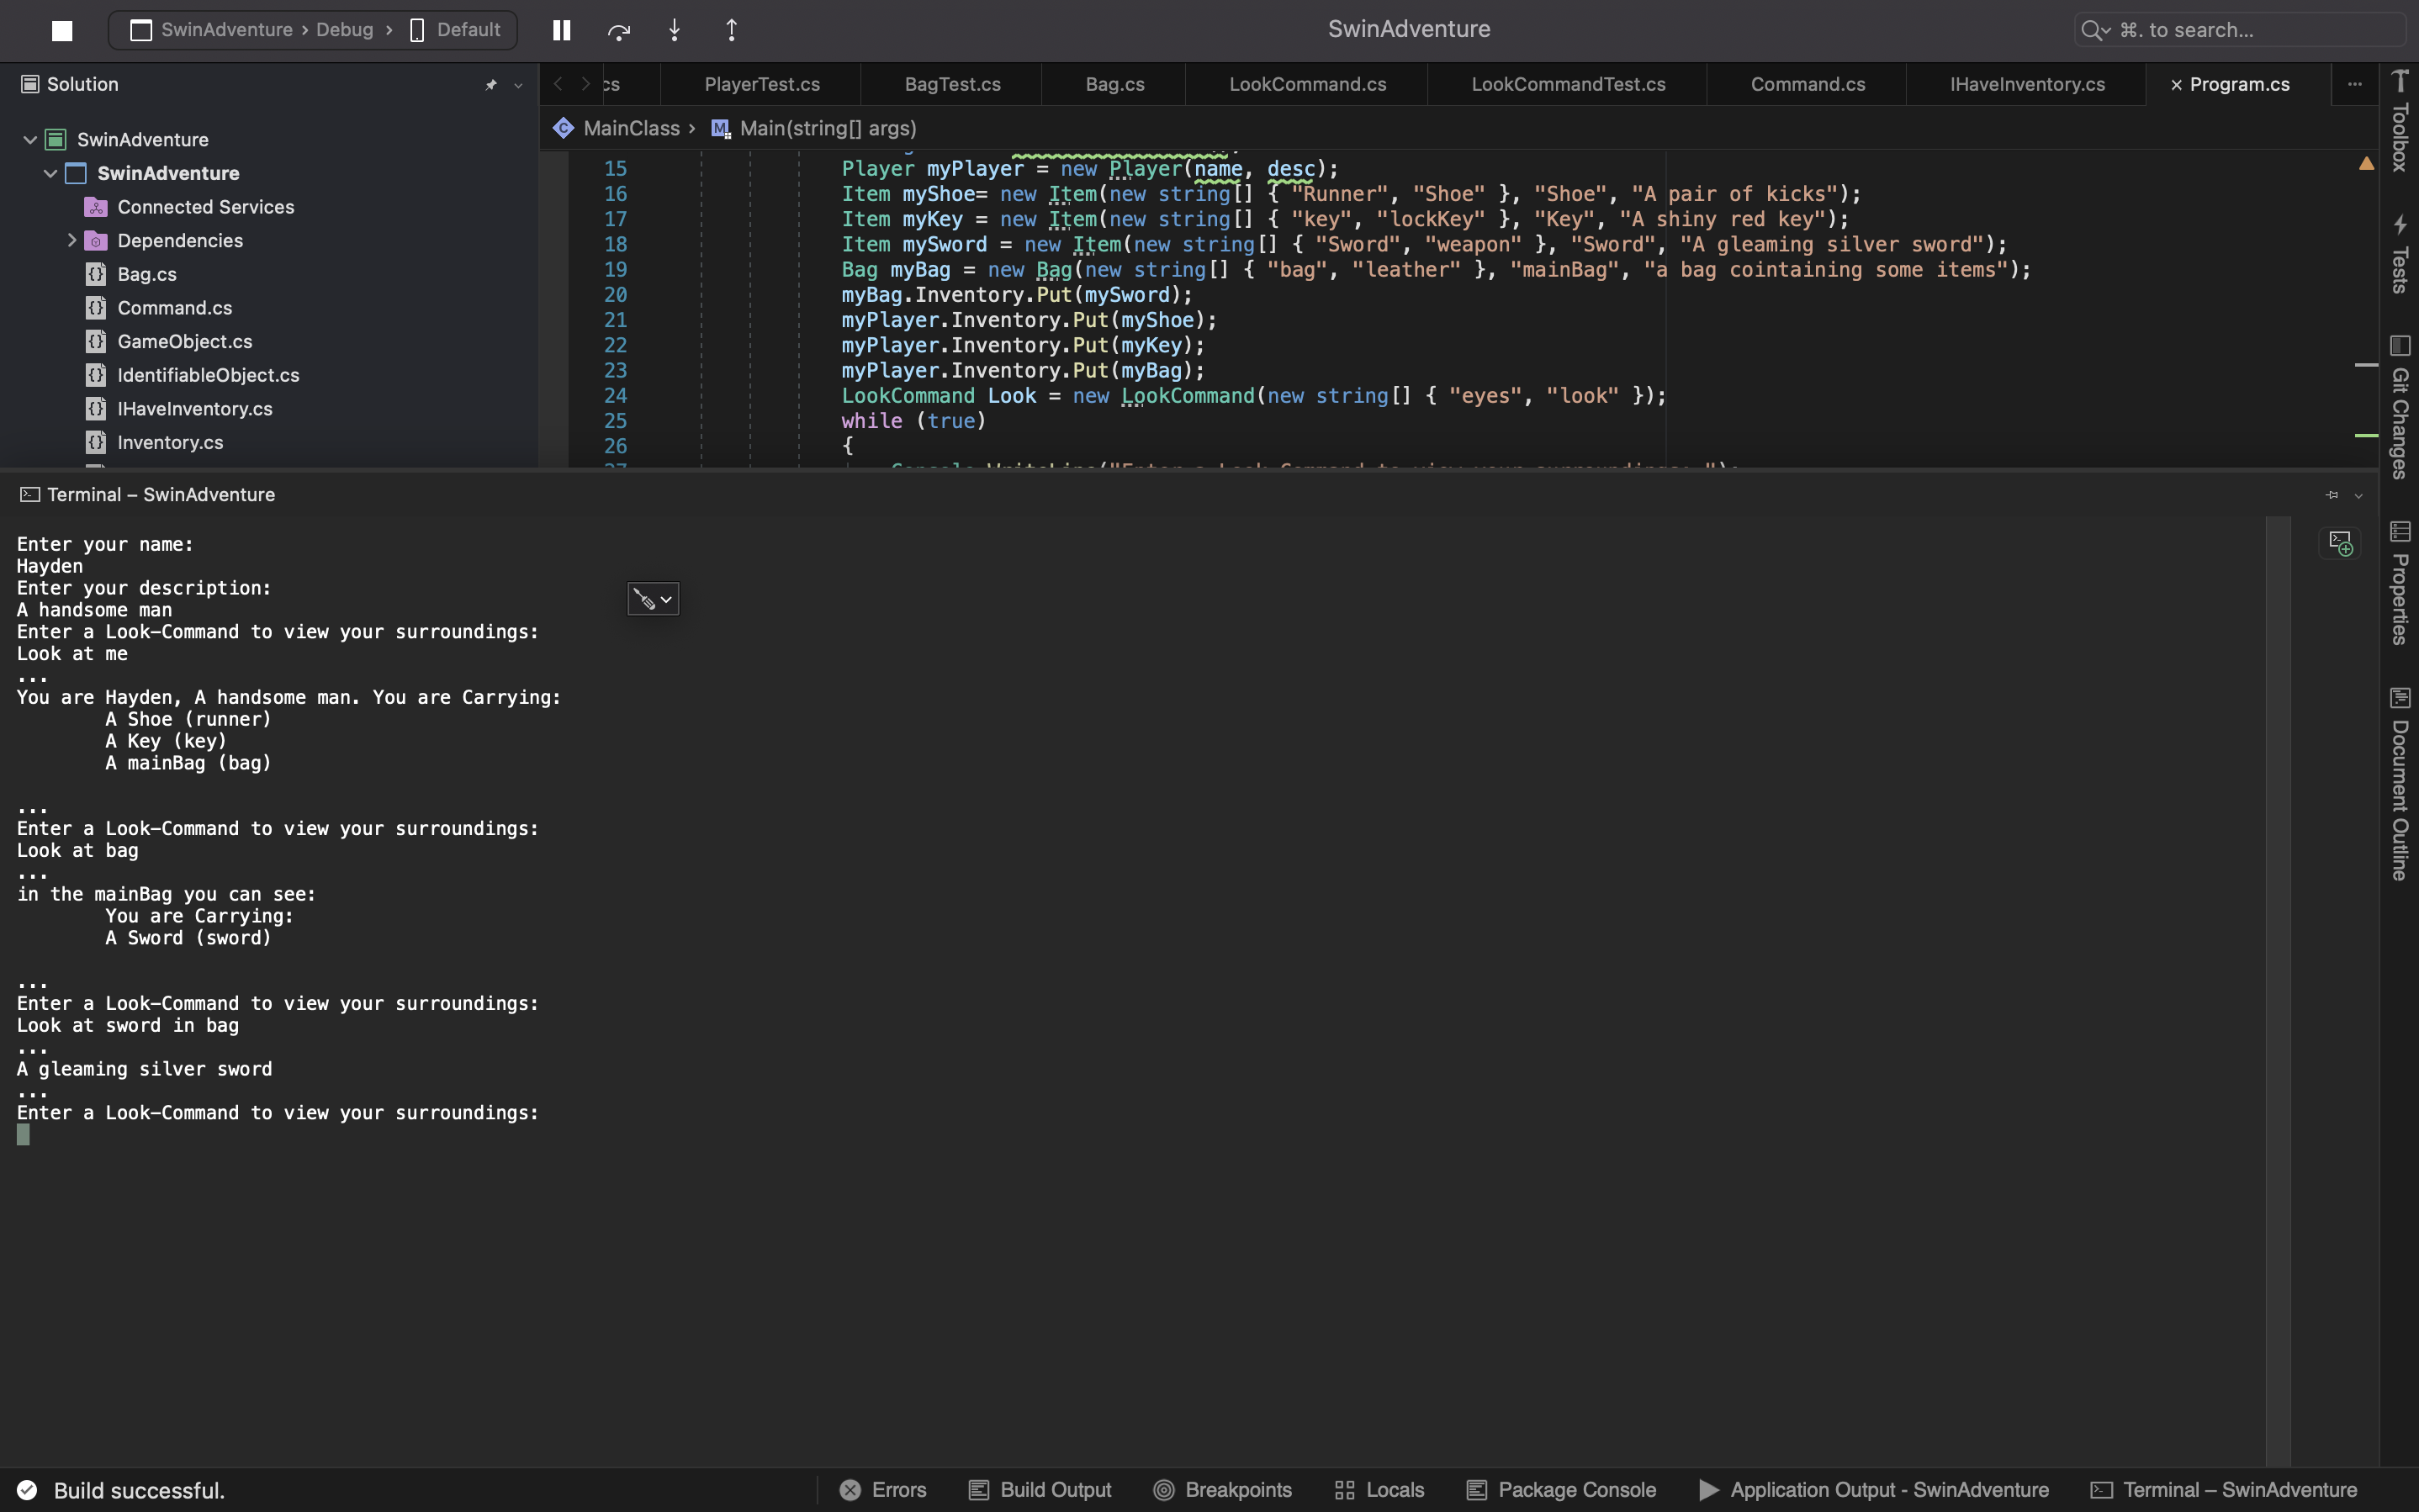 SwinAdventure › Debug › Default
SwinAdventure
⌘. to search...
Solution
cs
PlayerTest.cs
BagTest.cs
Bag.cs
LookCommand.cs
LookCommandTest.cs
Command.cs
IHaveInventory.cs
× Program.cs
...
MainClass › M Main(string[] args)
SwinAdventure
SwinAdventure
Connected Services
Dependencies
Bag.cs
Command.cs
GameObject.cs
IdentifiableObject.cs
IHaveInventory.cs
Inventory.cs
15 Player myPlayer = new Player(name, desc);
16 Item myShoe= new Item(new string[] { "Runner", "Shoe" }, "Shoe", "A pair of kicks");
17 Item myKey = new Item(new string[] { "key", "lockKey" }, "Key", "A shiny red key");
18 Item mySword = new Item(new string[] { "Sword", "weapon" }, "Sword", "A gleaming silver sword");
19 Bag myBag = new Bag(new string[] { "bag", "leather" }, "mainBag", "a bag cointaining some items");
20 myBag.Inventory.Put(mySword);
21 myPlayer.Inventory.Put(myShoe);
22 myPlayer.Inventory.Put(myKey);
23 myPlayer.Inventory.Put(myBag);
24 LookCommand Look = new LookCommand(new string[] { "eyes", "look" });
25 while (true)
26 {
Toolbox
Tests
Git Changes
Properties
Document Outline
Terminal – SwinAdventure
Enter your name:
Hayden
Enter your description:
A handsome man
Enter a Look-Command to view your surroundings:
Look at me
...
You are Hayden, A handsome man. You are Carrying:
A Shoe (runner)
A Key (key)
A mainBag (bag)
...
Enter a Look-Command to view your surroundings:
Look at bag
...
in the mainBag you can see:
You are Carrying:
A Sword (sword)
...
Enter a Look-Command to view your surroundings:
Look at sword in bag
...
A gleaming silver sword
...
Enter a Look-Command to view your surroundings:
Build successful.
Errors
Build Output
Breakpoints
Locals
Package Console
Application Output - SwinAdventure
Terminal – SwinAdventure